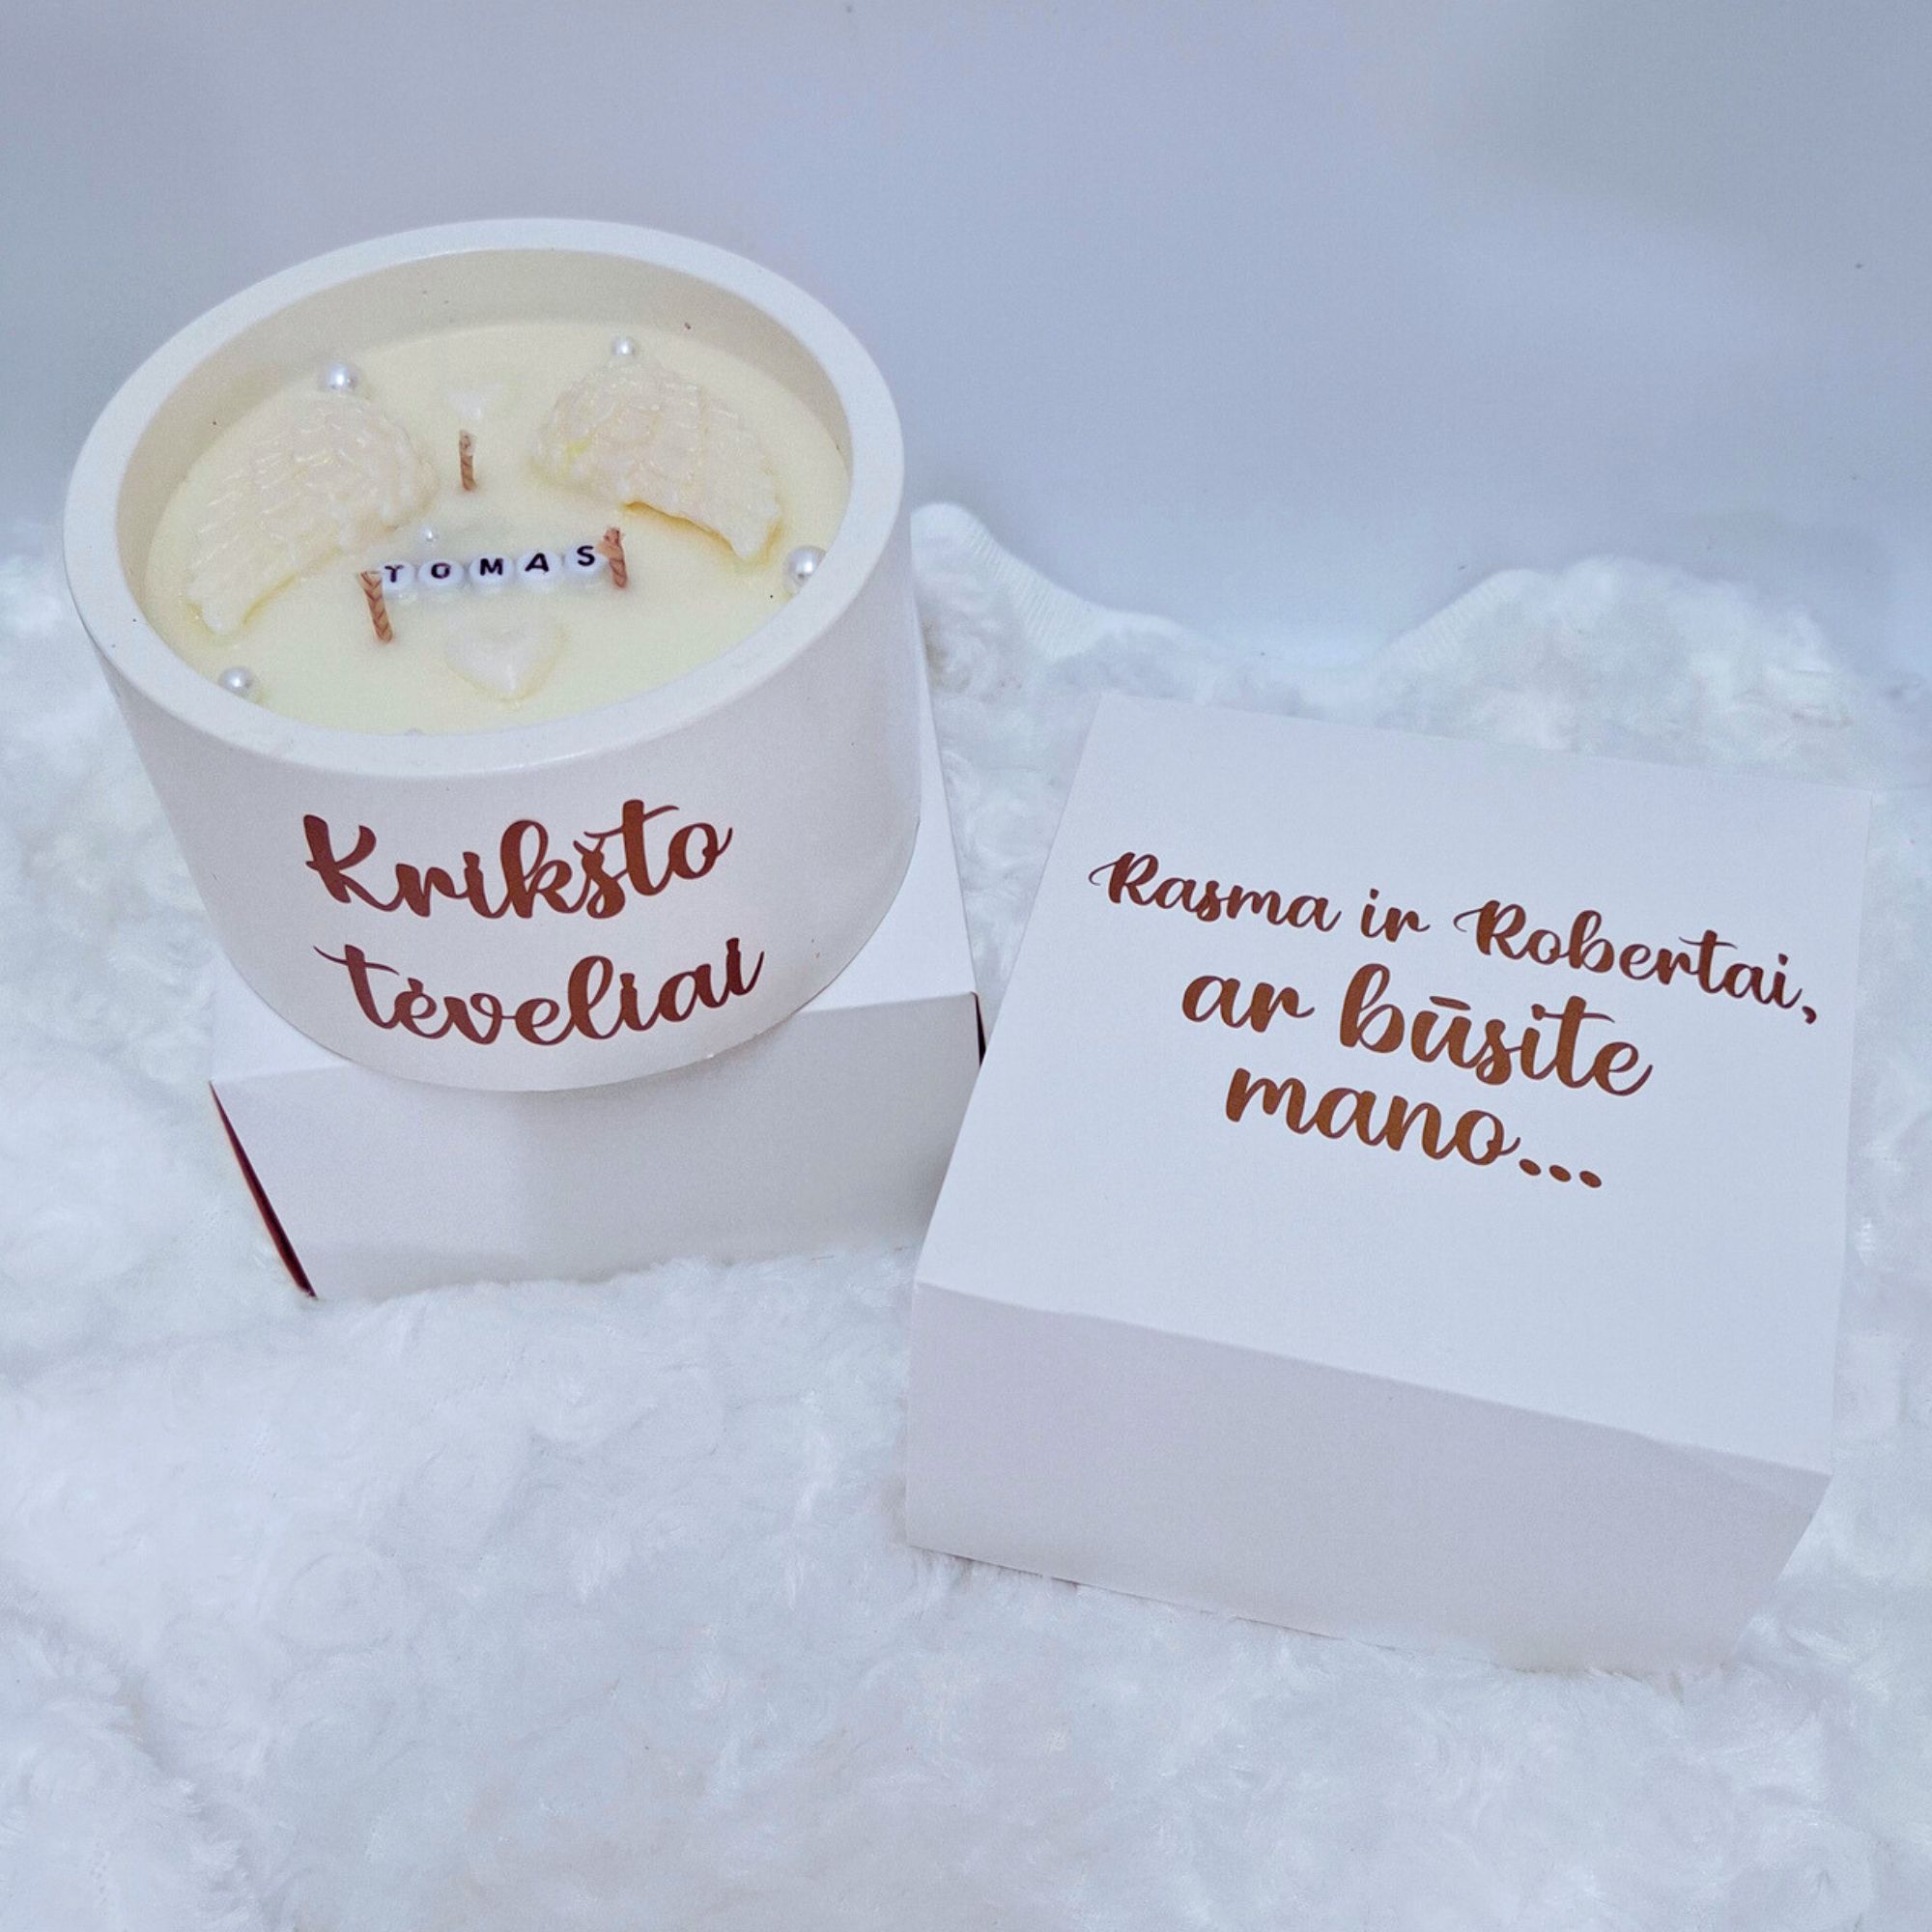 TOMAS
Krikšto
tėveliai
Rasma ir Robertai,
ar būsite
mano...